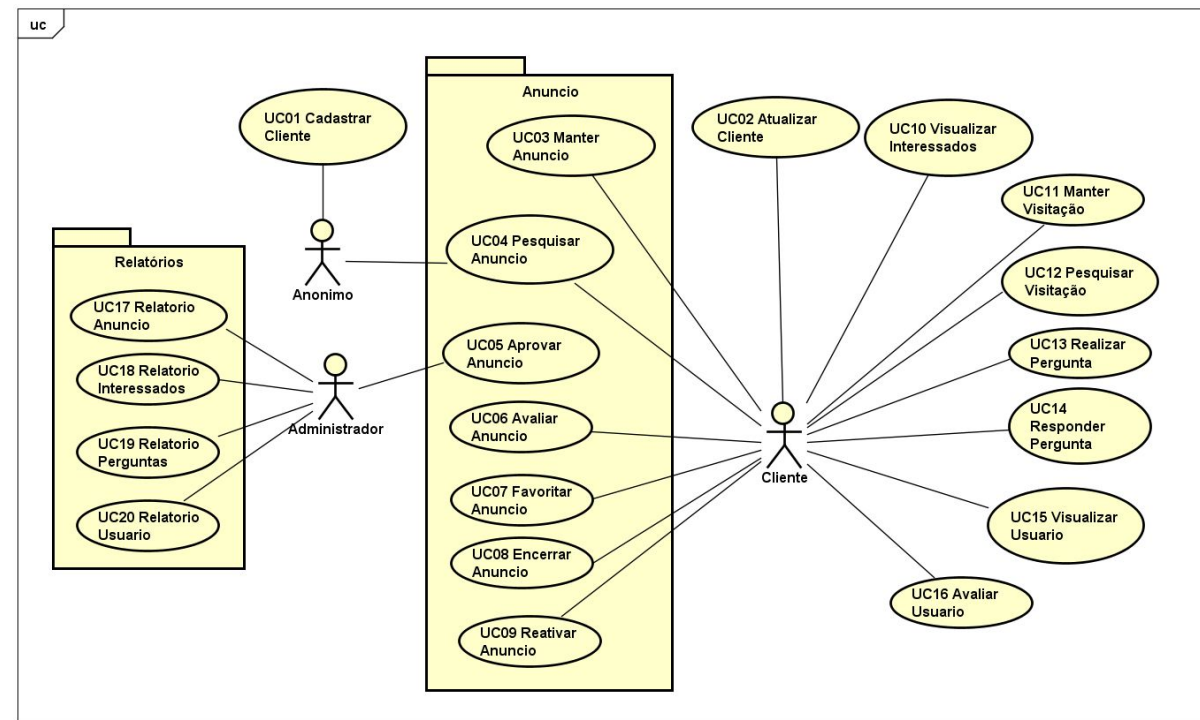 uc
UC01 Cadastrar
Cliente
Anonimo
Relatórios
UC17 Relatorio
Anuncio
UC18 Relatorio
Interessados
UC19 Relatorio
Perguntas
UC20 Relatorio
Usuario
Administrador
Anuncio
UC03 Manter
Anuncio
UC04 Pesquisar
Anuncio
UC05 Aprovar
Anuncio
UC06 Avaliar
Anuncio
UC07 Favoritar
Anuncio
UC08 Encerrar
Anuncio
UC09 Reativar
Anuncio
UC02 Atualizar
Cliente
UC10 Visualizar
Interessados
UC11 Manter
Visitação
UC12 Pesquisar
Visitação
UC13 Realizar
Pergunta
UC14
Responder
Pergunta
Cliente
UC15 Visualizar
Usuario
UC16 Avaliar
Usuario